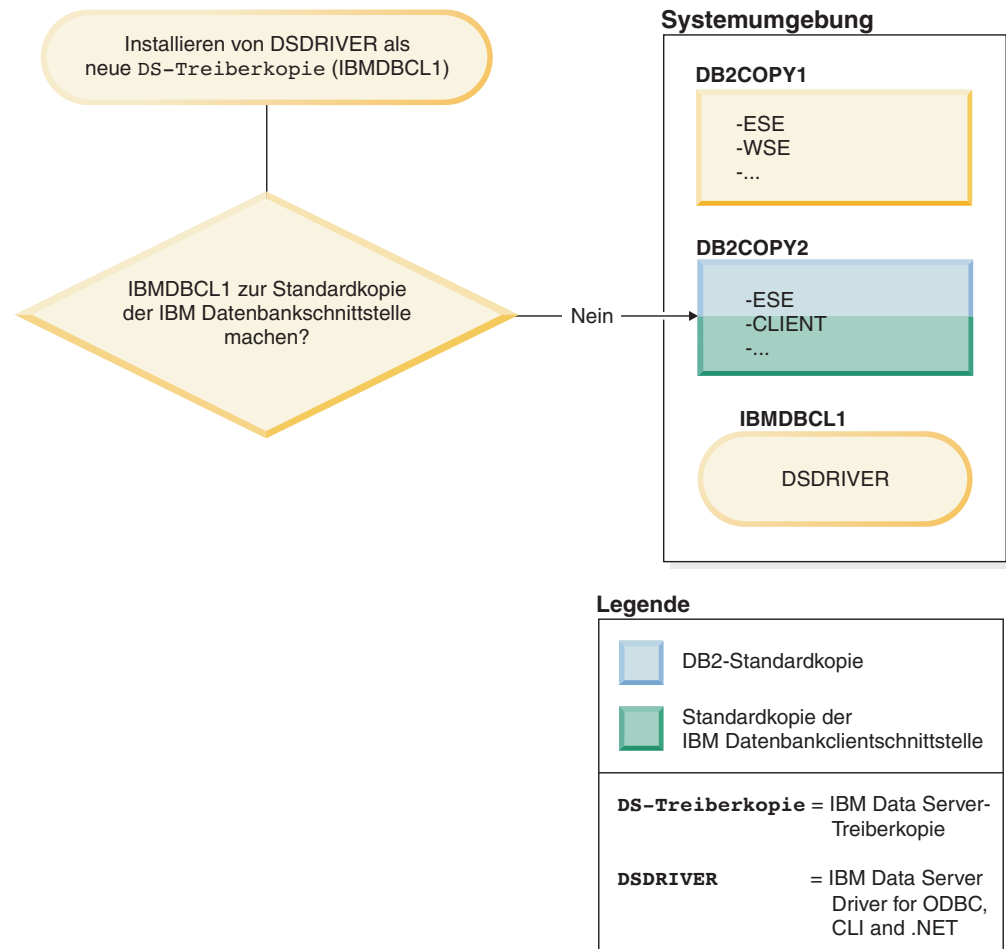 Installieren von DSDRIVER als
neue DS-Treiberkopie (IBMDBCL1)
IBMDBCL1 zur Standardkopie
der IBM Datenbankschnittstelle
machen?
Nein
Systemumgebung
DB2COPY1
-ESE
-WSE
-...
DB2COPY2
-ESE
-CLIENT
-...
IBMDBCL1
DSDRIVER
Legende
DB2-Standardkopie
Standardkopie der
IBM Datenbankclientschnittstelle
DS-Treiberkopie = IBM Data Server-
Treiberkopie
DSDRIVER = IBM Data Server
Driver for ODBC,
CLI and .NET